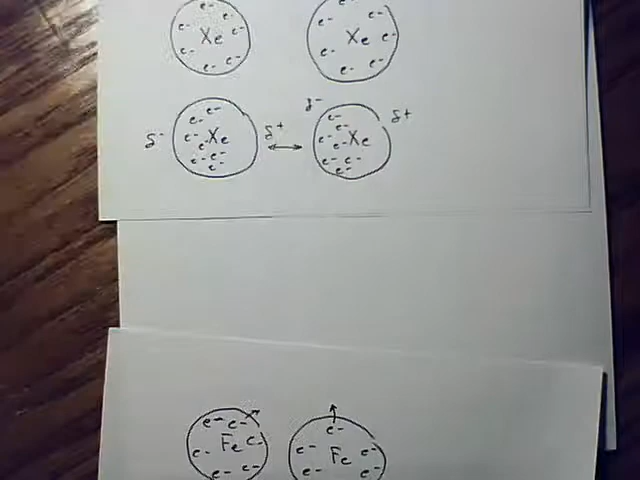 e- e- e- e- Xe e- e- e- e-
e- e- e- e- Xe e- e- e-
δ- e- e- e- Xe e- e- e- e- δ+ ↔ δ- e- e- e- e- Xe e- e- e- δ+
e- e- e- Fe e- e- e-
e- e- Fe e- e- e-